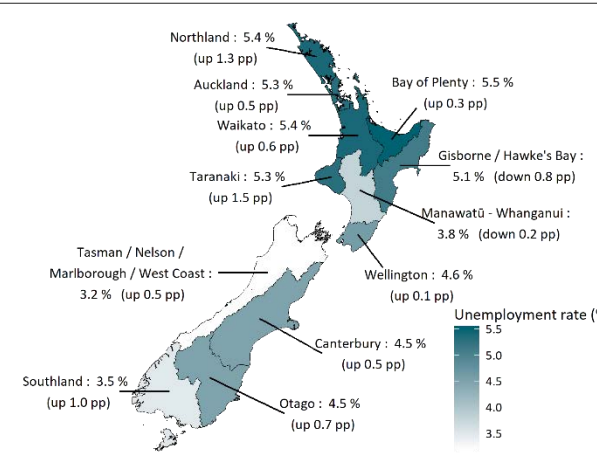 Northland : 5.4 %
(up 1.3 pp)
Auckland : 5.3 %
(up 0.5 pp)
Bay of Plenty : 5.5 %
(up 0.3 pp)
Waikato : 5.4 %
(up 0.6 pp)
Gisborne / Hawke's Bay :
5.1 % (down 0.8 pp)
Taranaki : 5.3 %
(up 1.5 pp)
Manawatū - Whanganui :
3.8 % (down 0.2 pp)
Tasman / Nelson /
Marlborough / West Coast :
3.2 % (up 0.5 pp)
Wellington : 4.6 %
(up 0.1 pp)
Canterbury : 4.5 %
(up 0.5 pp)
Southland : 3.5 %
(up 1.0 pp)
Otago : 4.5 %
(up 0.7 pp)
Unemployment rate (%
5.5
5.0
4.5
4.0
3.5